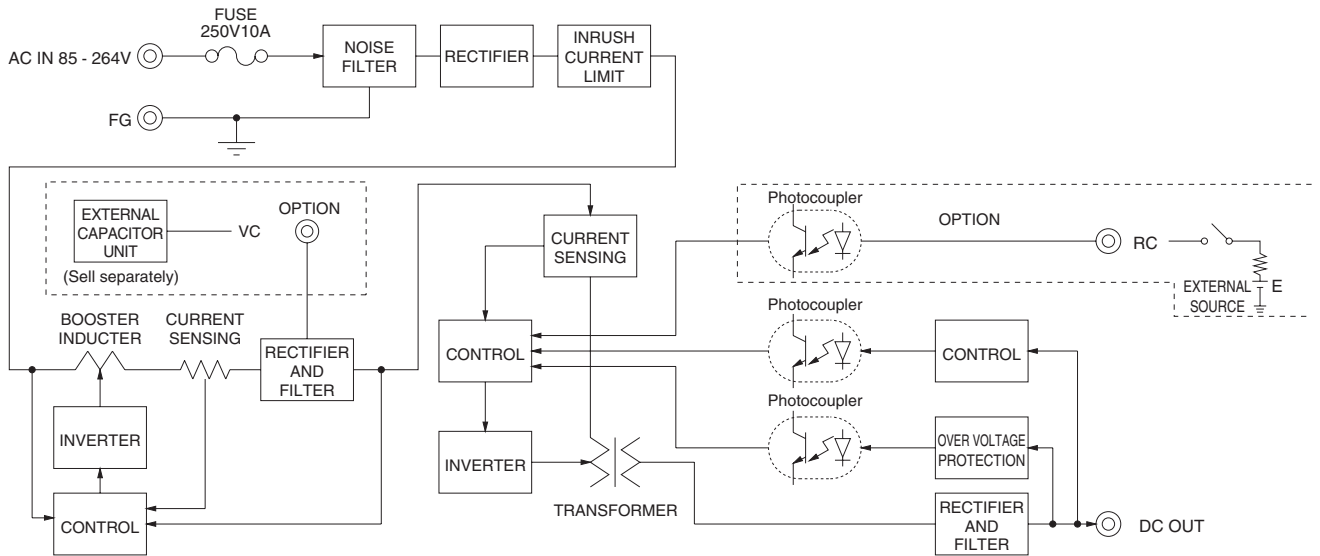 FUSE
250V10A
AC IN 85 - 264V
NOISE
FILTER
RECTIFIER
INRUSH
CURRENT
LIMIT
FG
EXTERNAL
CAPACITOR
UNIT
(Sell separately)
VC
OPTION
CURRENT
SENSING
Photocoupler
OPTION
RC
EXTERNAL
SOURCE
E
BOOSTER
INDUCTER
CURRENT
SENSING
RECTIFIER
AND
FILTER
CONTROL
Photocoupler
CONTROL
Photocoupler
INVERTER
INVERTER
OVER VOLTAGE
PROTECTION
TRANSFORMER
CONTROL
RECTIFIER
AND
FILTER
DC OUT